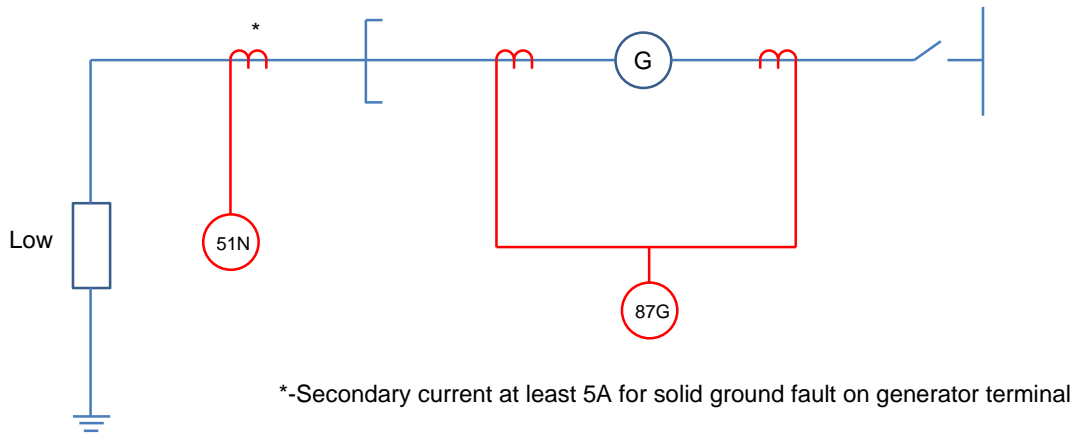 *
G
Low
51N
87G
*-Secondary current at least 5A for solid ground fault on generator terminal